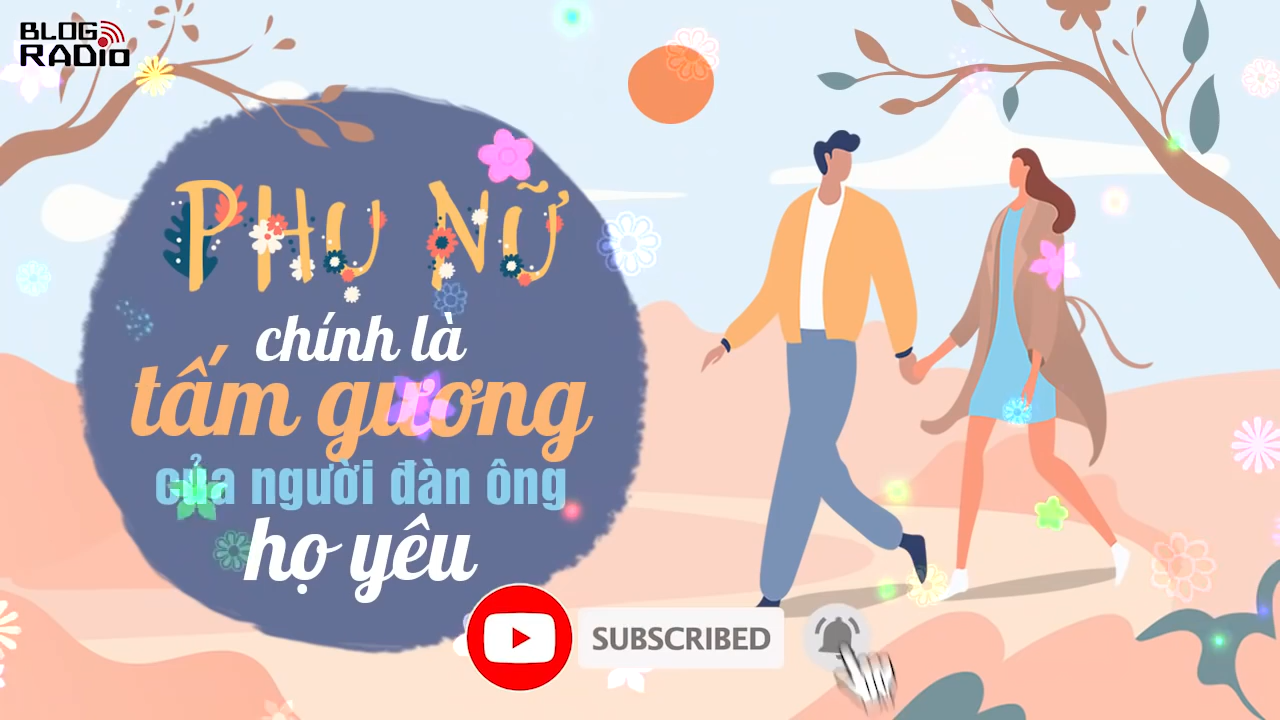 BLOG
RADIO
PHỤ NỮ
chính là
tấm gương
của người đàn ông
họ yêu
SUBSCRIBED